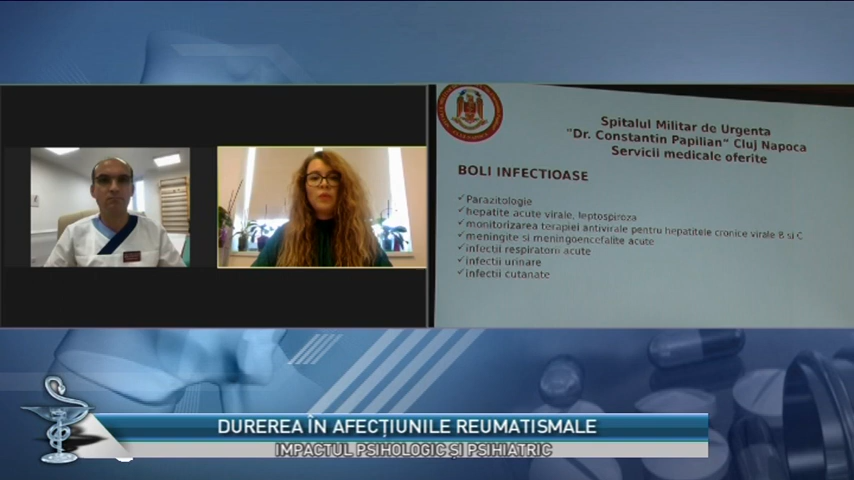 Spitalul Militar de Urgenta
"Dr. Constantin Papilian" Cluj Napoca
Servicii medicale oferite
BOLI INFECTIOASE
✓Parazitologie
✓hepatite acute virale, leptospiroza
✓monitorizarea terapiei antivirale pentru hepatitele cronice virale B si C
✓meningite si meningoencefalite acute
✓infectii respiratorii acute
✓infectii urinare
✓infectii cutanate
DUREREA ÎN AFECȚIUNILE REUMATISMALE
IMPACTUL PSIHOLOGIC ȘI PSIHIATRIC